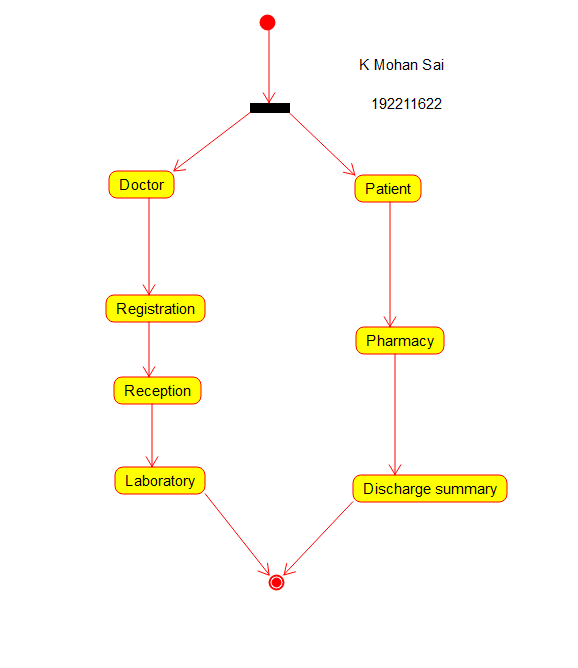 K Mohan Sai
192211622
Doctor
Patient
Registration
Pharmacy
Reception
Laboratory
Discharge summary